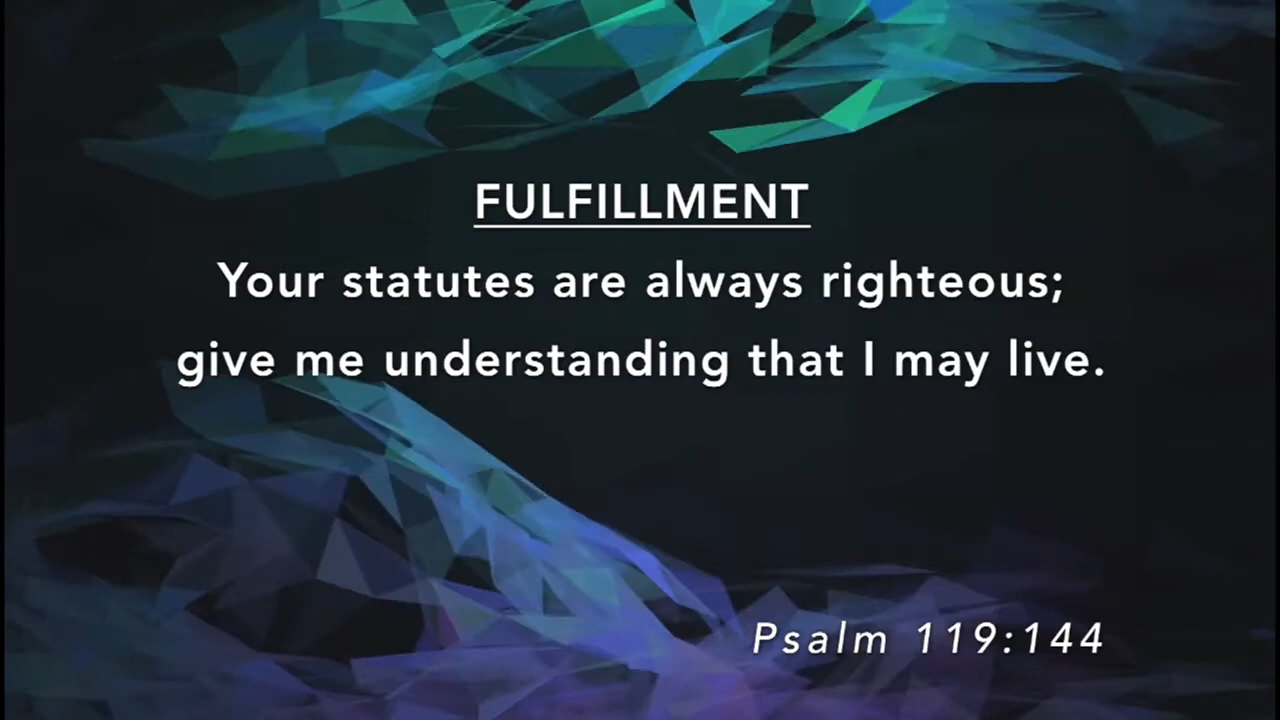 FULFILLMENT
Your statutes are always righteous;
give me understanding that I may live.
Psalm 119:144